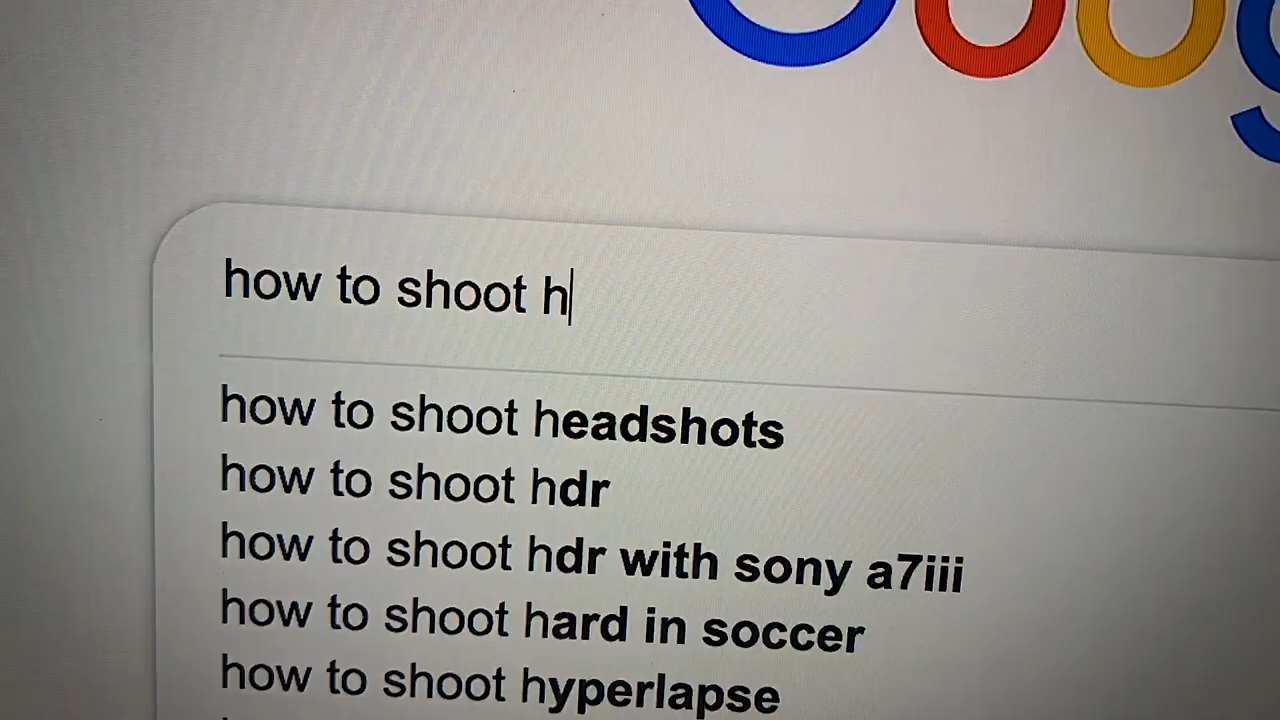 Goog
how to shoot h
how to shoot headshots
how to shoot hdr
how to shoot hdr with sony a7iii
how to shoot hard in soccer
how to shoot hyperlapse